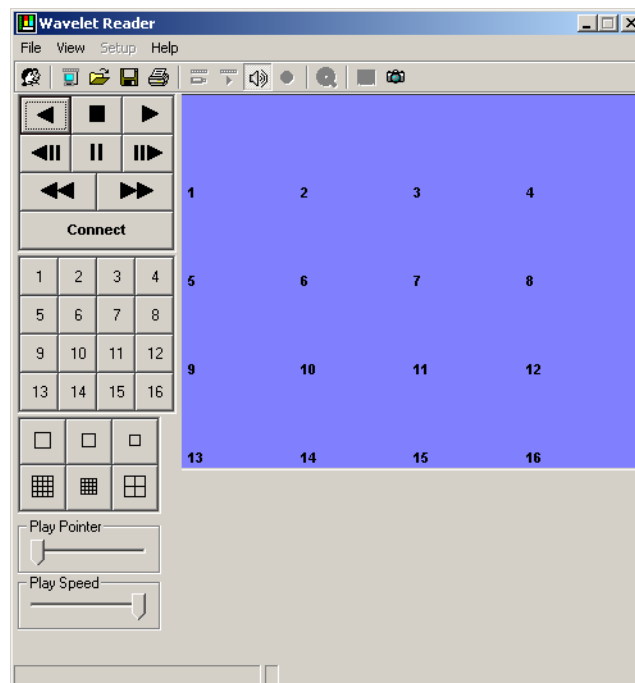 Wavelet Reader
File View Setup Help
Connect
1 2 3 4
5 6 7 8
9 10 11 12
13 14 15 16
Play Pointer
Play Speed
1 2 3 4
5 6 7 8
9 10 11 12
13 14 15 16